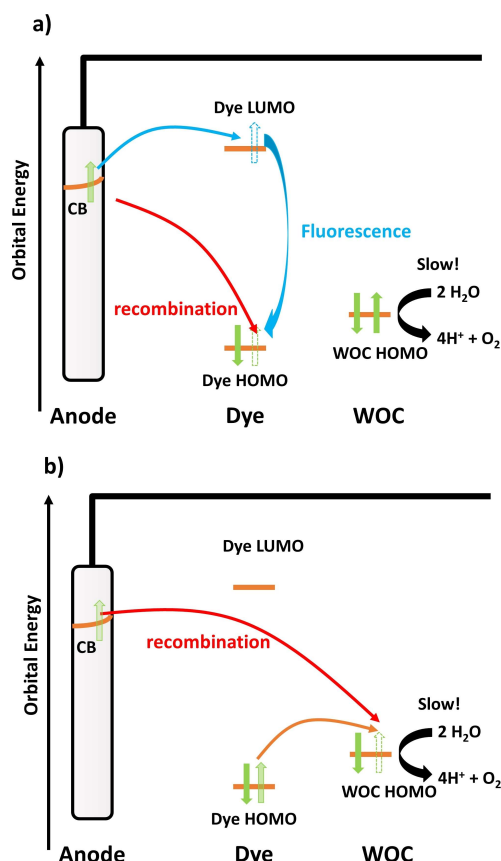 a)
Orbital Energy
Dye LUMO
CB
Fluorescence
recombination
Slow!
2 H₂O
4H⁺ + O₂
WOC HOMO
Dye HOMO
Anode Dye WOC
b)
Orbital Energy
Dye LUMO
CB
recombination
Slow!
2 H₂O
4H⁺ + O₂
WOC HOMO
Dye HOMO
Anode Dye WOC